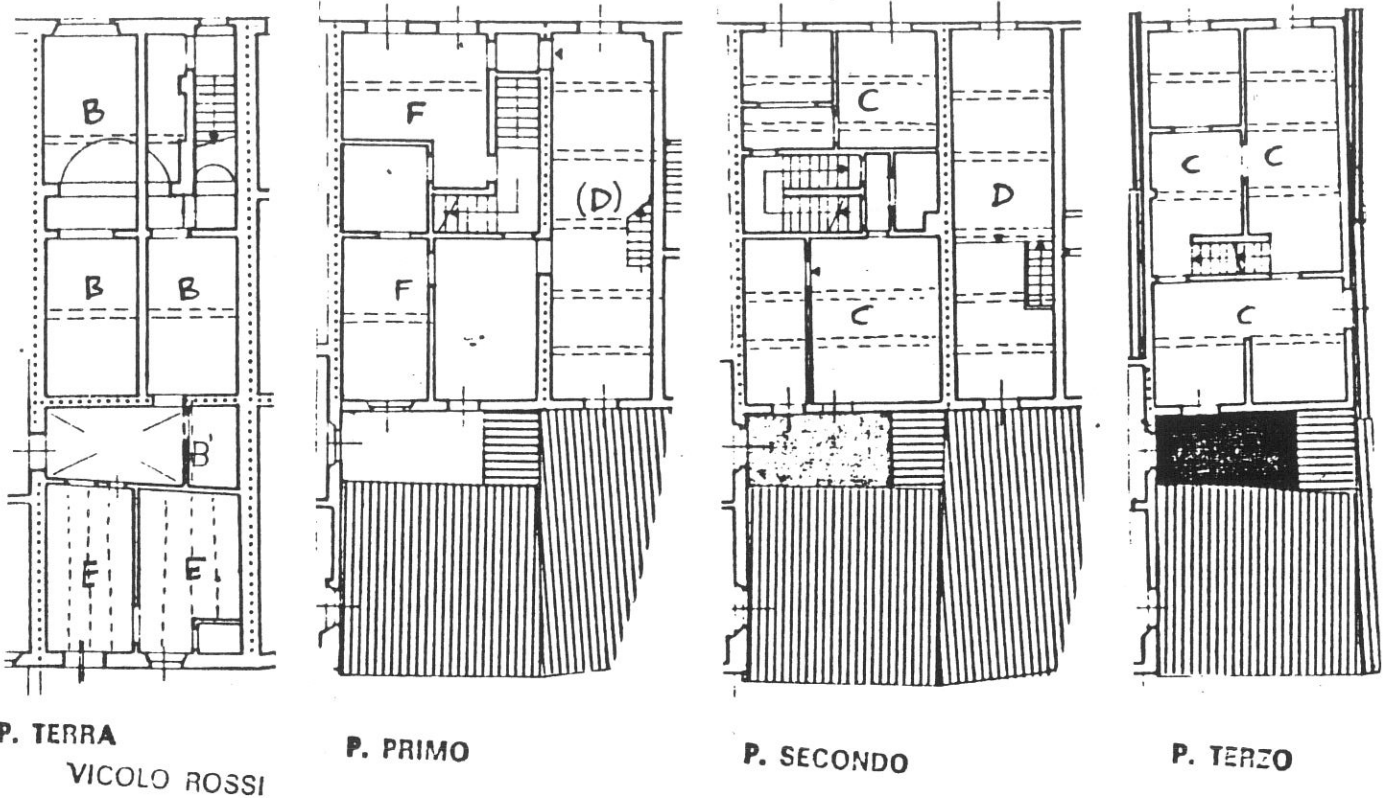 B
B
B
B'
E
E
P. TERRA
VICOLO ROSSI
F
(D)
F
P. PRIMO
C
D
C
P. SECONDO
C
C
C
P. TERZO